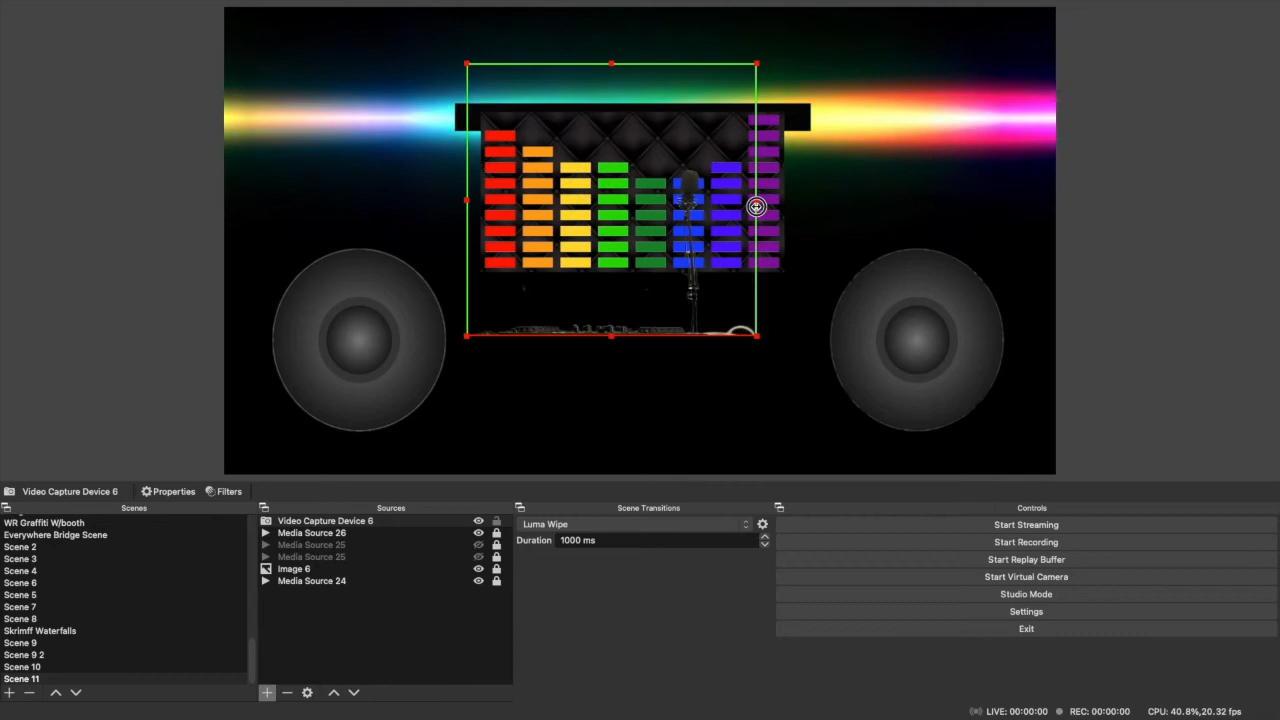 Video Capture Device 6 Properties Filters
Scenes
WR Graffiti W/booth
Everywhere Bridge Scene
Scene 2
Scene 3
Scene 4
Scene 6
Scene 5
Scene 7
Scene 8
Skrimff Waterfalls
Scene 9
Scene 9 2
Scene 10
Scene 11
Sources
Video Capture Device 6
Media Source 26
Media Source 25
Media Source 25
Image 6
Media Source 24
Scene Transitions
Luma Wipe
Duration 1000 ms
Controls
Start Streaming
Start Recording
Start Replay Buffer
Start Virtual Camera
Studio Mode
Settings
Exit
LIVE: 00:00:00 REC: 00:00:00 CPU: 40.8%,20.32 fps